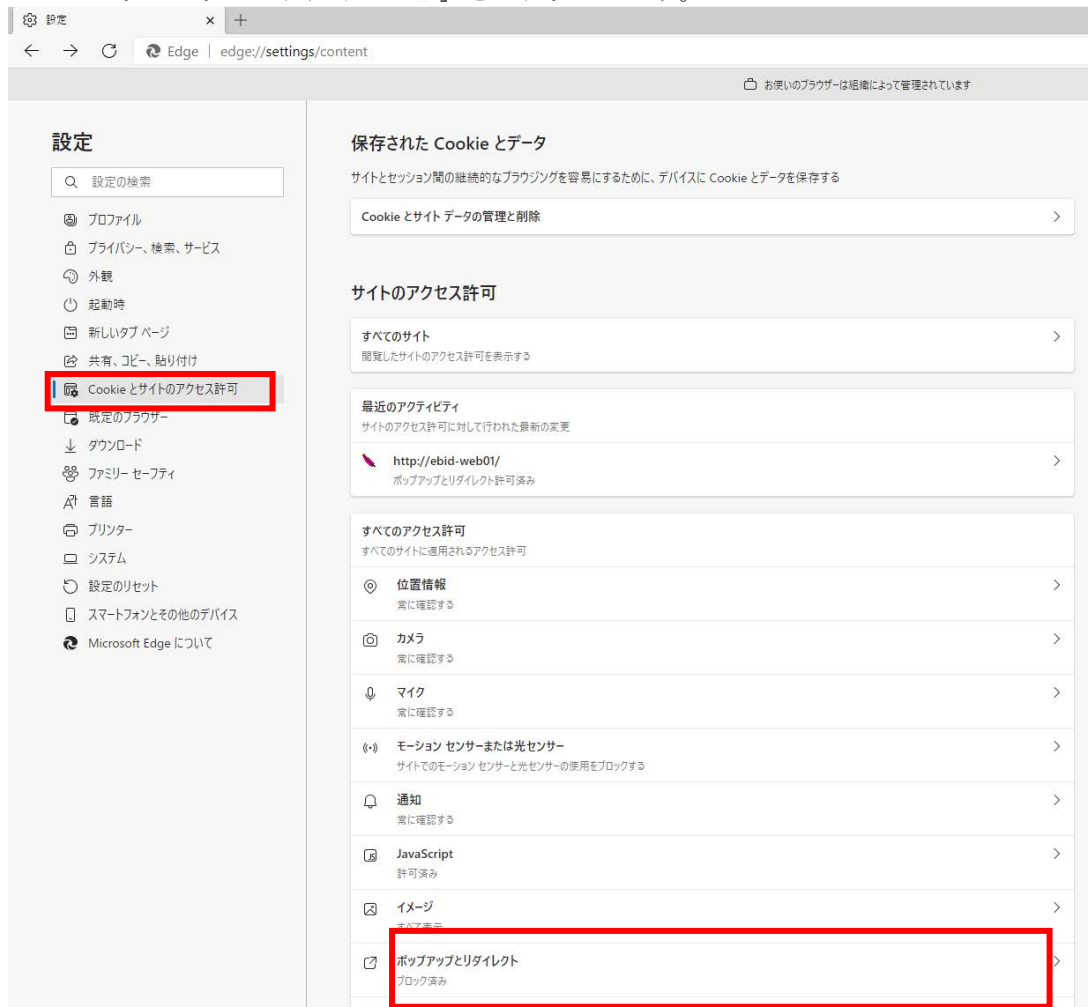 設定
Edge | edge://settings/content
お使いのブラウザーは組織によって管理されています
設定
設定の検索
プロファイル
プライバシー、検索、サービス
外観
起動時
新しいタブ ページ
共有、コピー、貼り付け
Cookie とサイトのアクセス許可
既定のブラウザー
ダウンロード
ファミリー セーフティ
言語
プリンター
システム
設定のリセット
スマートフォンとその他のデバイス
Microsoft Edge について
保存された Cookie とデータ
サイトとセッション間の継続的なブラウジングを容易にするために、デバイスに Cookie とデータを保存する
Cookie とサイト データの管理と削除
サイトのアクセス許可
すべてのサイト
閲覧したサイトのアクセス許可を表示する
最近のアクティビティ
サイトのアクセス許可に対して行われた最新の変更
http://ebid-web01/
ポップアップとリダイレクト許可済み
すべてのアクセス許可
すべてのサイトに適用されるアクセス許可
位置情報
常に確認する
カメラ
常に確認する
マイク
常に確認する
モーション センサーまたは光センサー
サイトでのモーション センサーと光センサーの使用をブロックする
通知
常に確認する
JavaScript
許可済み
イメージ
すべて表示
ポップアップとリダイレクト
ブロック済み